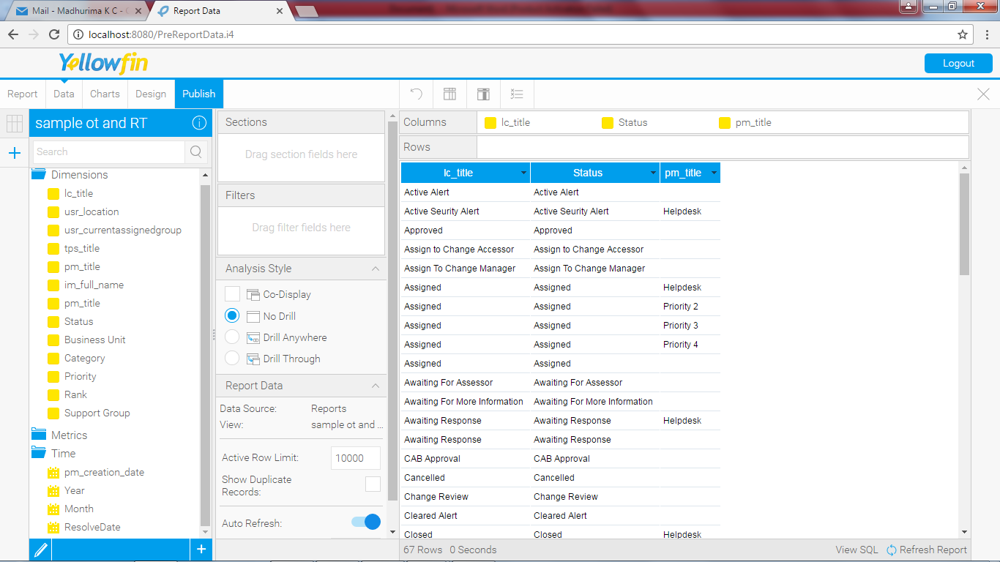 Mail - Madhurima K C - O
Report Data
localhost:8080/PreReportData.i4
Yellowfin
Logout
Report
Data
Charts
Design
Publish
sample ot and RT
Search
Dimensions
lc_title
usr_location
usr_currentassignedgroup
tps_title
pm_title
im_full_name
pm_title
Status
Business Unit
Category
Priority
Rank
Support Group
Metrics
Time
pm_creation_date
Year
Month
ResolveDate
Sections
Drag section fields here
Filters
Drag filter fields here
Analysis Style
Co-Display
No Drill
Drill Anywhere
Drill Through
Report Data
Data Source: Reports
View: sample ot and ...
Active Row Limit: 10000
Show Duplicate
Records:
Auto Refresh:
Columns lc_title Status pm_title
Rows
lc_title Status pm_title
Active Alert Active Alert
Active Seurity Alert Active Seurity Alert Helpdesk
Approved Approved
Assign to Change Accessor Assign to Change Accessor
Assign To Change Manager Assign To Change Manager
Assigned Assigned Helpdesk
Assigned Assigned Priority 2
Assigned Assigned Priority 3
Assigned Assigned Priority 4
Assigned Assigned
Awaiting For Assessor Awaiting For Assessor
Awaiting For More Information Awaiting For More Information
Awaiting Response Awaiting Response Helpdesk
Awaiting Response Awaiting Response
CAB Approval CAB Approval
Cancelled Cancelled
Change Review Change Review
Cleared Alert Cleared Alert
Closed Closed Helpdesk
67 Rows 0 Seconds
View SQL Refresh Report